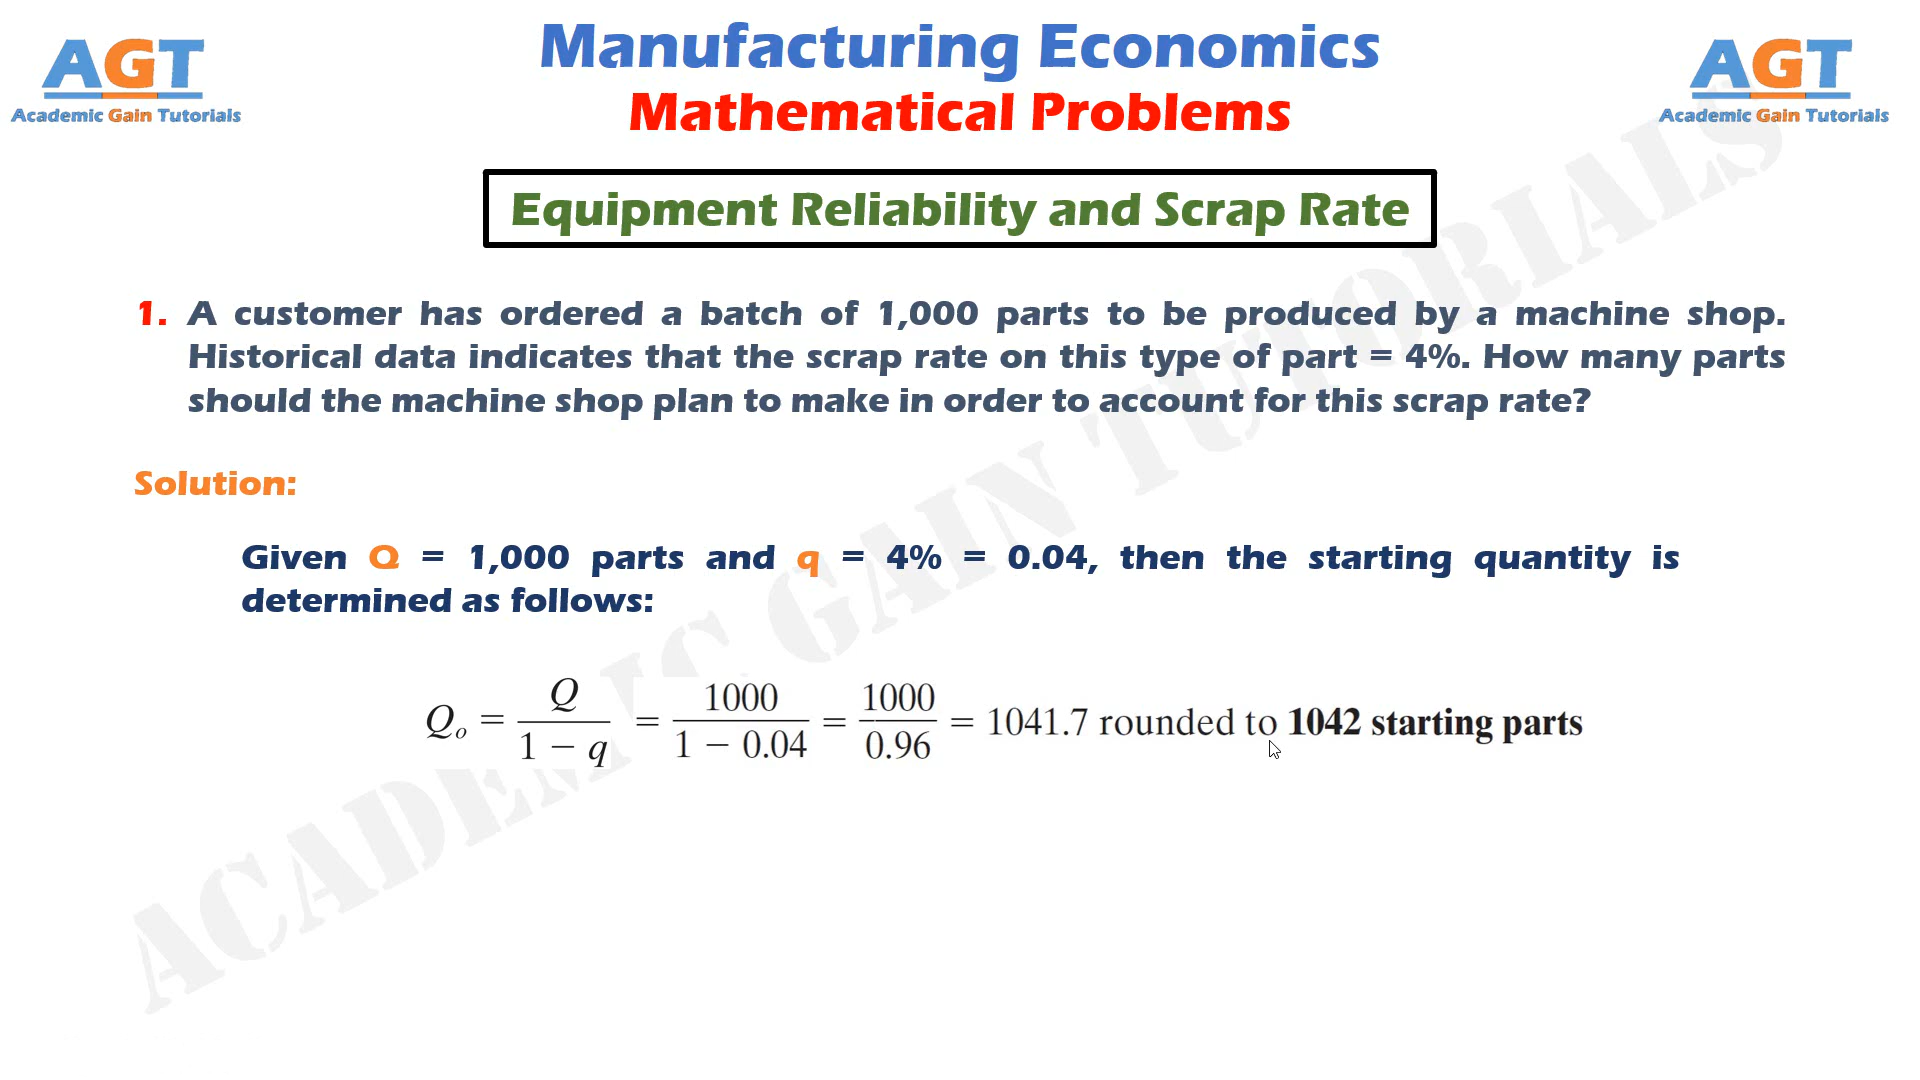 AGT
Academic Gain Tutorials
Manufacturing Economics
Mathematical Problems
AGT
Academic Gain Tutorials
Equipment Reliability and Scrap Rate
1. A customer has ordered a batch of 1,000 parts to be produced by a machine shop.
Historical data indicates that the scrap rate on this type of part = 4%. How many parts
should the machine shop plan to make in order to account for this scrap rate?
Solution:
Given Q = 1,000 parts and q = 4% = 0.04, then the starting quantity is
determined as follows:
Qₒ = Q / (1 − q) = 1000 / (1 − 0.04) = 1000 / 0.96 = 1041.7 rounded to 1042 starting parts
ACADEMIC GAIN TUTORIALS